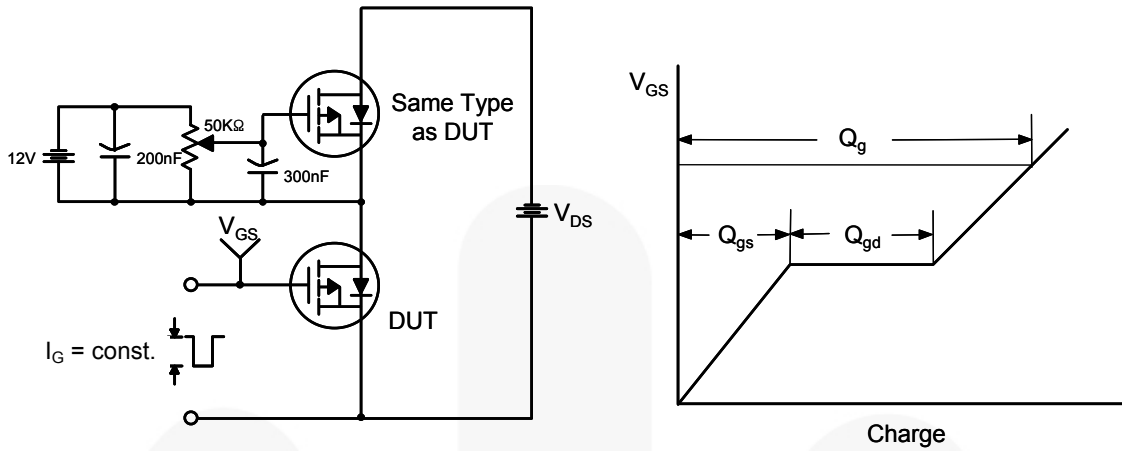 12V
200nF
50KΩ
300nF
Same Type
as DUT
V_DS
V_GS
DUT
I_G = const.
V_GS
Q_g
Q_gs
Q_gd
Charge